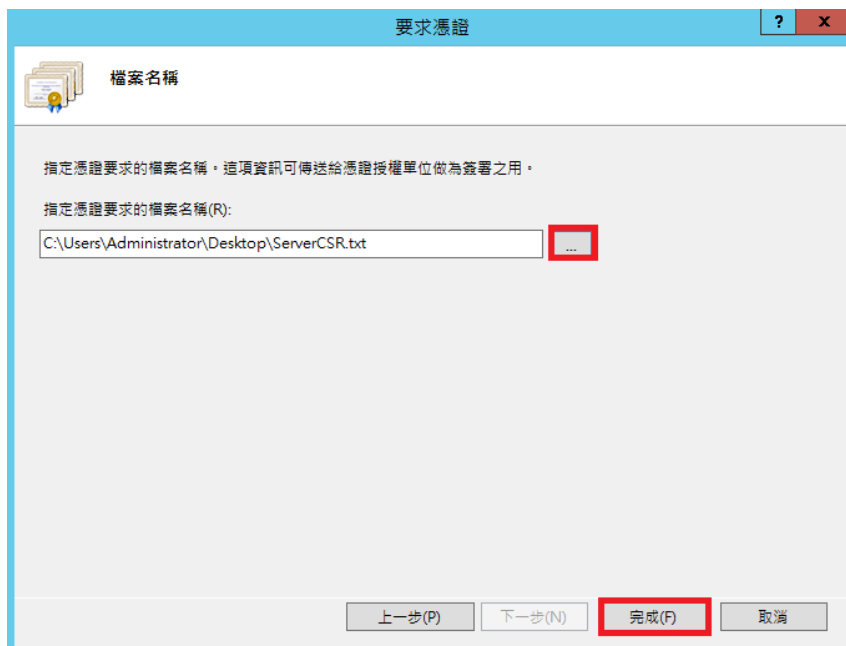 要求憑證
?
x
檔案名稱
指定憑證要求的檔案名稱。這項資訊可傳送給憑證授權單位做為簽署之用。
指定憑證要求的檔案名稱(R):
C:\Users\Administrator\Desktop\ServerCSR.txt
...
上一步(P)
下一步(N)
完成(F)
取消